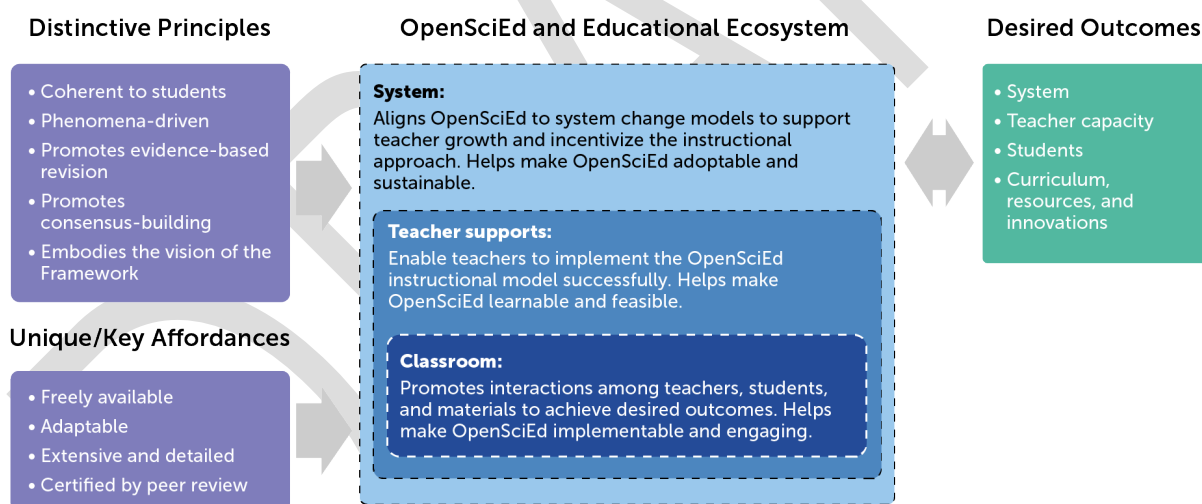 Distinctive Principles
• Coherent to students
• Phenomena-driven
• Promotes evidence-based
revision
• Promotes
consensus-building
• Embodies the vision of the
Framework
Unique/Key Affordances
• Freely available
• Adaptable
• Extensive and detailed
• Certified by peer review
OpenSciEd and Educational Ecosystem
System:
Aligns OpenSciEd to system change models to support
teacher growth and incentivize the instructional
approach. Helps make OpenSciEd adoptable and
sustainable.
Teacher supports:
Enable teachers to implement the OpenSciEd
instructional model successfully. Helps make
OpenSciEd learnable and feasible.
Classroom:
Promotes interactions among teachers, students,
and materials to achieve desired outcomes. Helps
make OpenSciEd implementable and engaging.
Desired Outcomes
• System
• Teacher capacity
• Students
• Curriculum,
resources, and
innovations